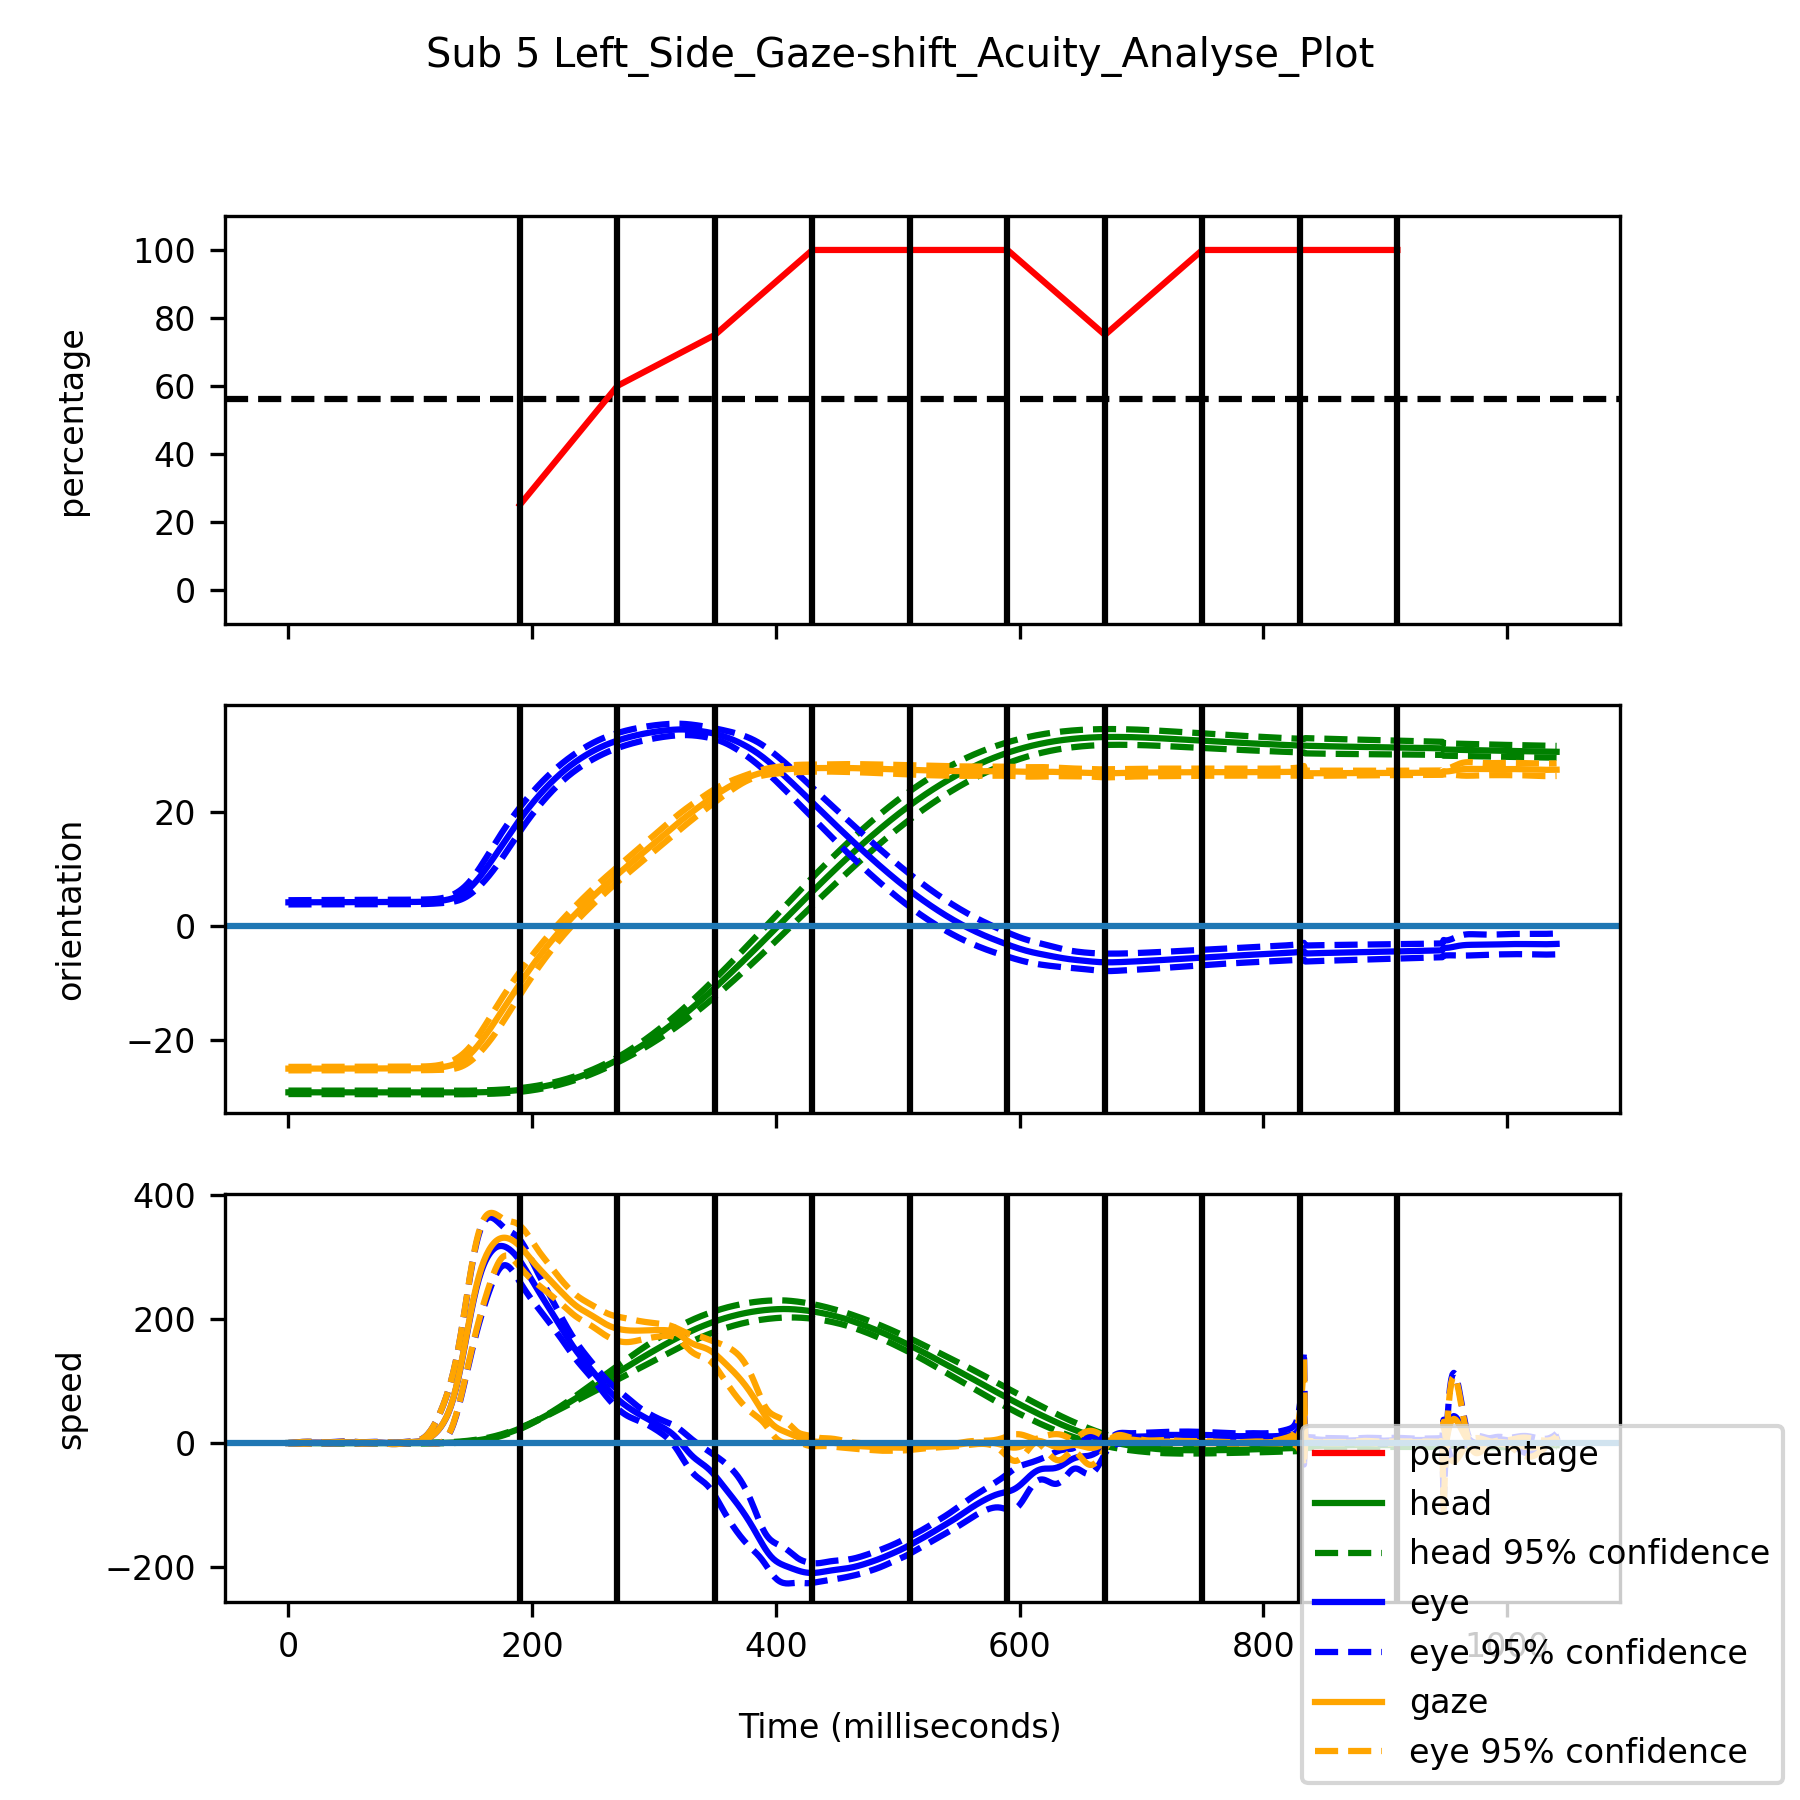 Sub 5 Left_Side_Gaze-shift_Acuity_Analyse_Plot
percentage
100
80
60
40
20
0
orientation
20
0
−20
speed
400
200
0
−200
0 200 400 600 800 1000
Time (milliseconds)
percentage
head
head 95% confidence
eye
eye 95% confidence
gaze
eye 95% confidence